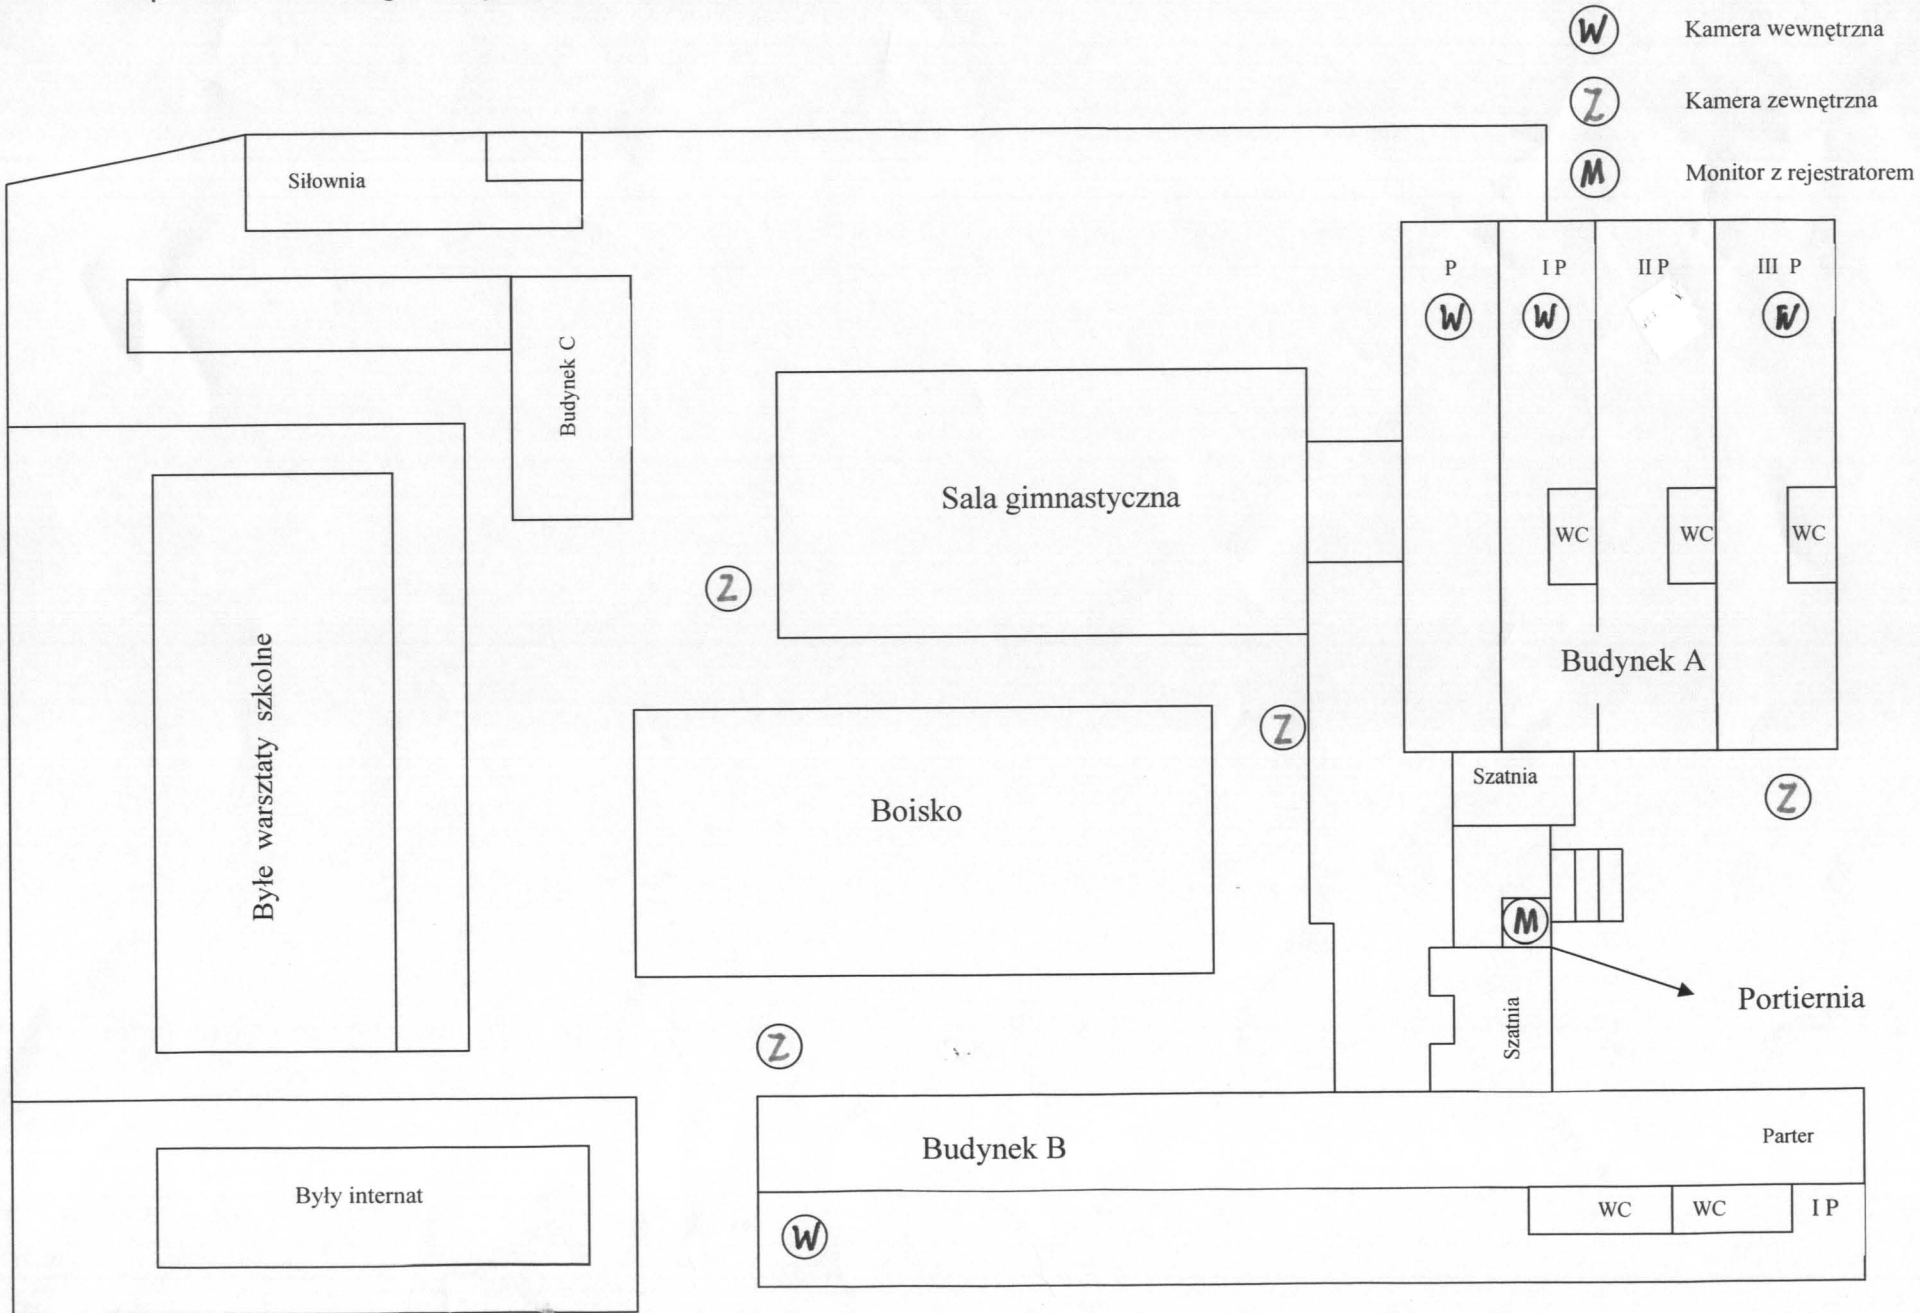 W Kamera wewnętrzna
Z Kamera zewnętrzna
M Monitor z rejestratorem
Siłownia
P I P II P III P
W W W
Budynek C
Sala gimnastyczna
WC WC WC
Z
Byłe warsztaty szkolne
Budynek A
Z
Szatnia
Z
Boisko
M
Portiernia
Szatnia
Z
Budynek B
Parter
Były internat
WC WC I P
W